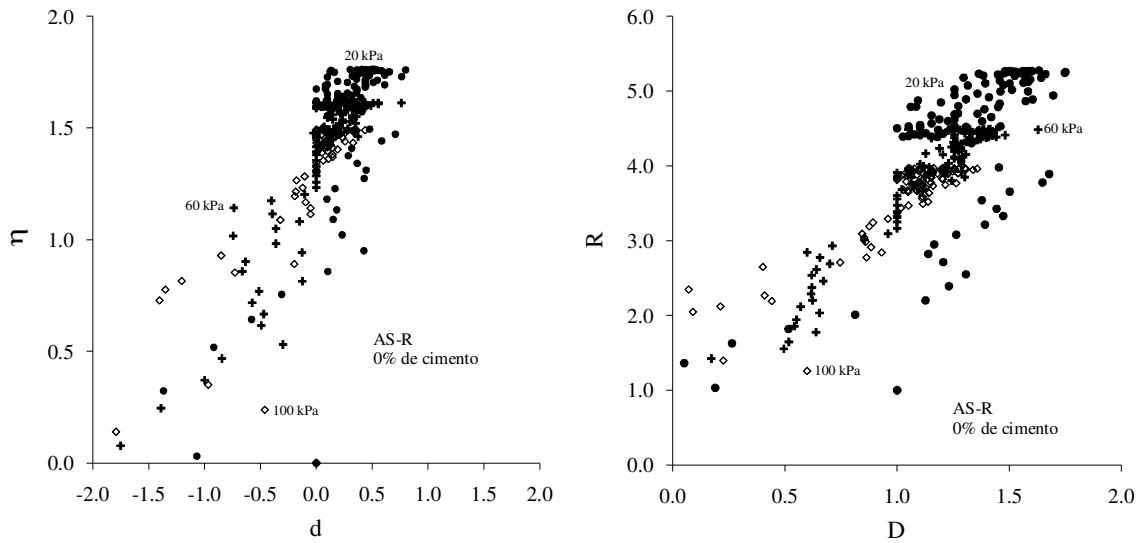 2.0
20 kPa
1.5
60 kPa
η
1.0
0.5
AS-R
0% de cimento
100 kPa
0.0
-2.0 -1.5 -1.0 -0.5 0.0 0.5 1.0 1.5 2.0
d
6.0
20 kPa
5.0
60 kPa
4.0
R
3.0
2.0
100 kPa
1.0
AS-R
0% de cimento
0.0
0.0 0.5 1.0 1.5 2.0
D